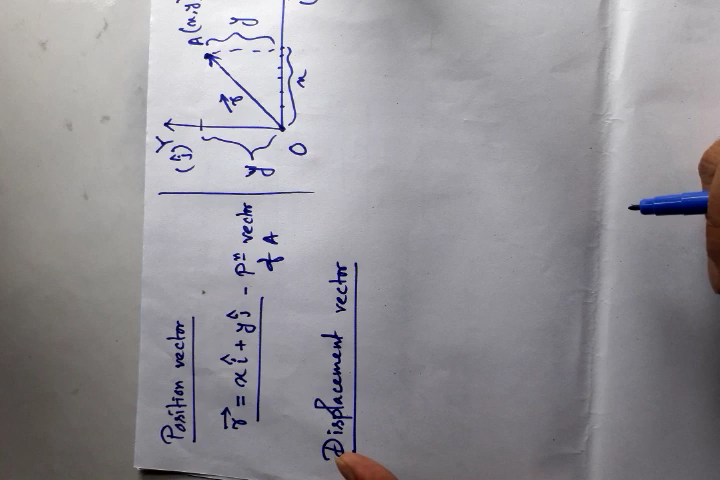 Position vector
r⃗ = xî + yĵ - pⁿ vector
of A
Displacement vector
Y
(ĵ)
y
O
r⃗
A(x,y
y
x